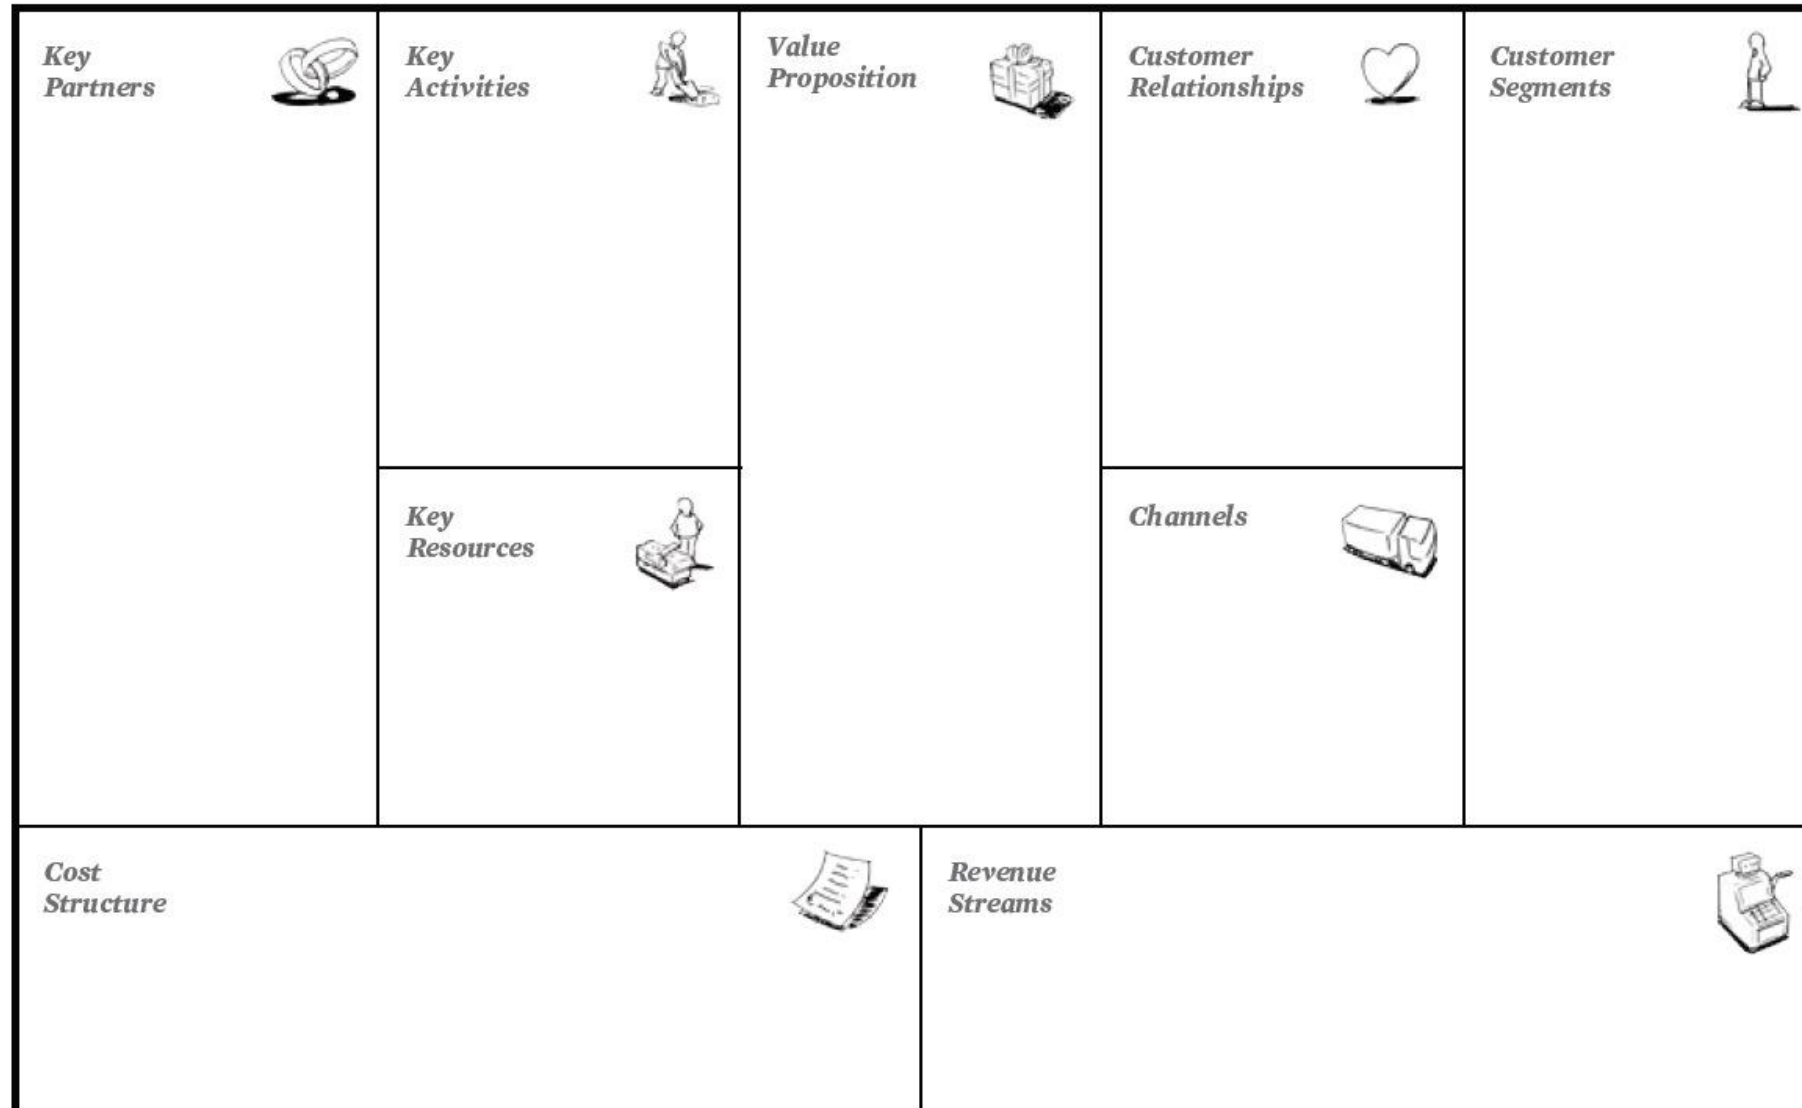 Key
Partners
Key
Activities
Value
Proposition
Customer
Relationships
Customer
Segments
Key
Resources
Channels
Cost
Structure
Revenue
Streams